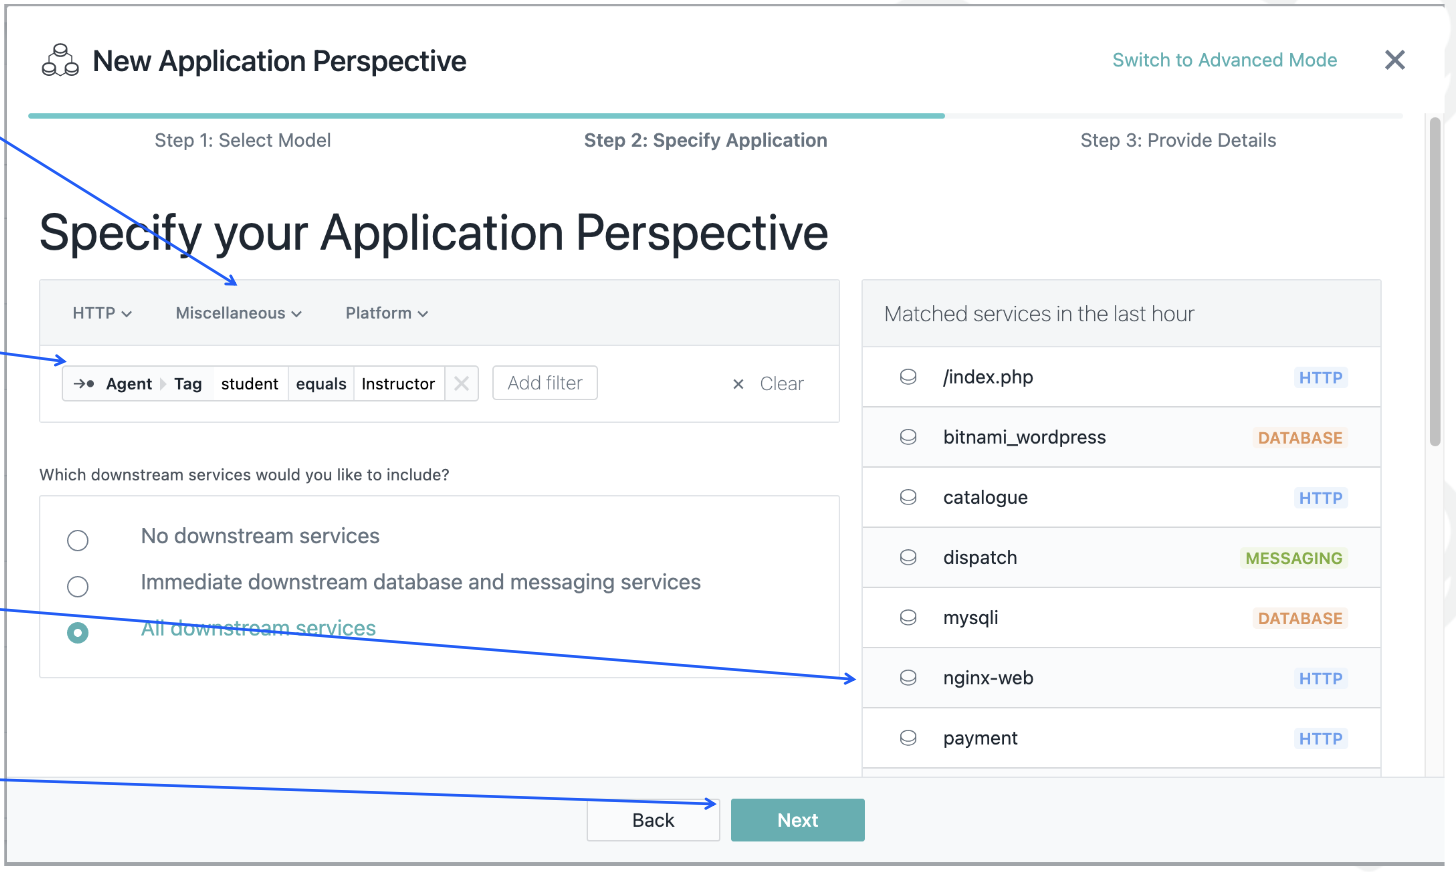 New Application Perspective
Switch to Advanced Mode
Step 1: Select Model
Step 2: Specify Application
Step 3: Provide Details
Specify your Application Perspective
HTTP
Miscellaneous
Platform
Agent Tag student equals Instructor
Add filter
Clear
Which downstream services would you like to include?
No downstream services
Immediate downstream database and messaging services
All downstream services
Matched services in the last hour
/index.php HTTP
bitnami_wordpress DATABASE
catalogue HTTP
dispatch MESSAGING
mysqli DATABASE
nginx-web HTTP
payment HTTP
Back
Next